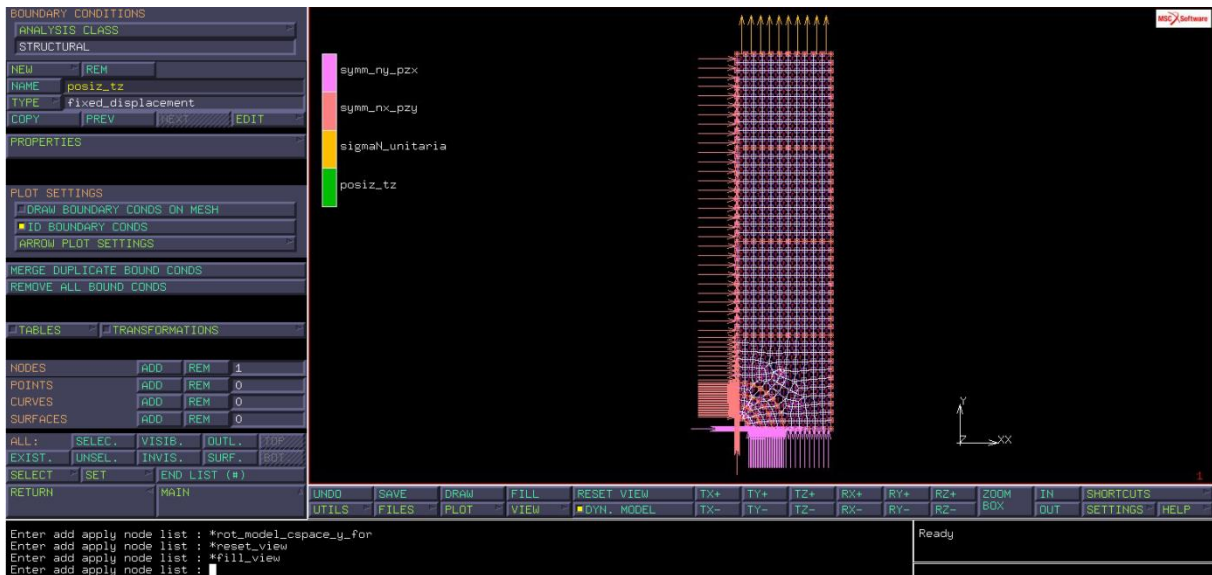 BOUNDARY CONDITIONS
ANALYSIS CLASS
STRUCTURAL
NEW REM
NAME posiz_tz
TYPE fixed_displacement
COPY PREV NEXT EDIT
PROPERTIES
PLOT SETTINGS
DRAW BOUNDARY CONDS ON MESH
ID BOUNDARY CONDS
ARROW PLOT SETTINGS
MERGE DUPLICATE BOUND CONDS
REMOVE ALL BOUND CONDS
TABLES TRANSFORMATIONS
NODES ADD REM 1
POINTS ADD REM 0
CURVES ADD REM 0
SURFACES ADD REM 0
ALL: SELEC. VISIB. OUTL. TOP
EXIST. UNSEL. INVIS. SURF. BOT
SELECT SET END LIST (#)
RETURN MAIN
symm_ny_pzx
symm_nx_pzy
sigmaN_unitaria
posiz_tz
MSC Software
Y
Z XX
1
UNDO SAVE DRAW FILL RESET VIEW TX+ TY+ TZ+ RX+ RY+ RZ+ ZOOM IN SHORTCUTS
UTILS FILES PLOT VIEW DYN. MODEL TX- TY- TZ- RX- RY- RZ- BOX OUT SETTINGS HELP
Enter add apply node list : *rot_model_cspace_y_for
Enter add apply node list : *reset_view
Enter add apply node list : *fill_view
Enter add apply node list :
Ready